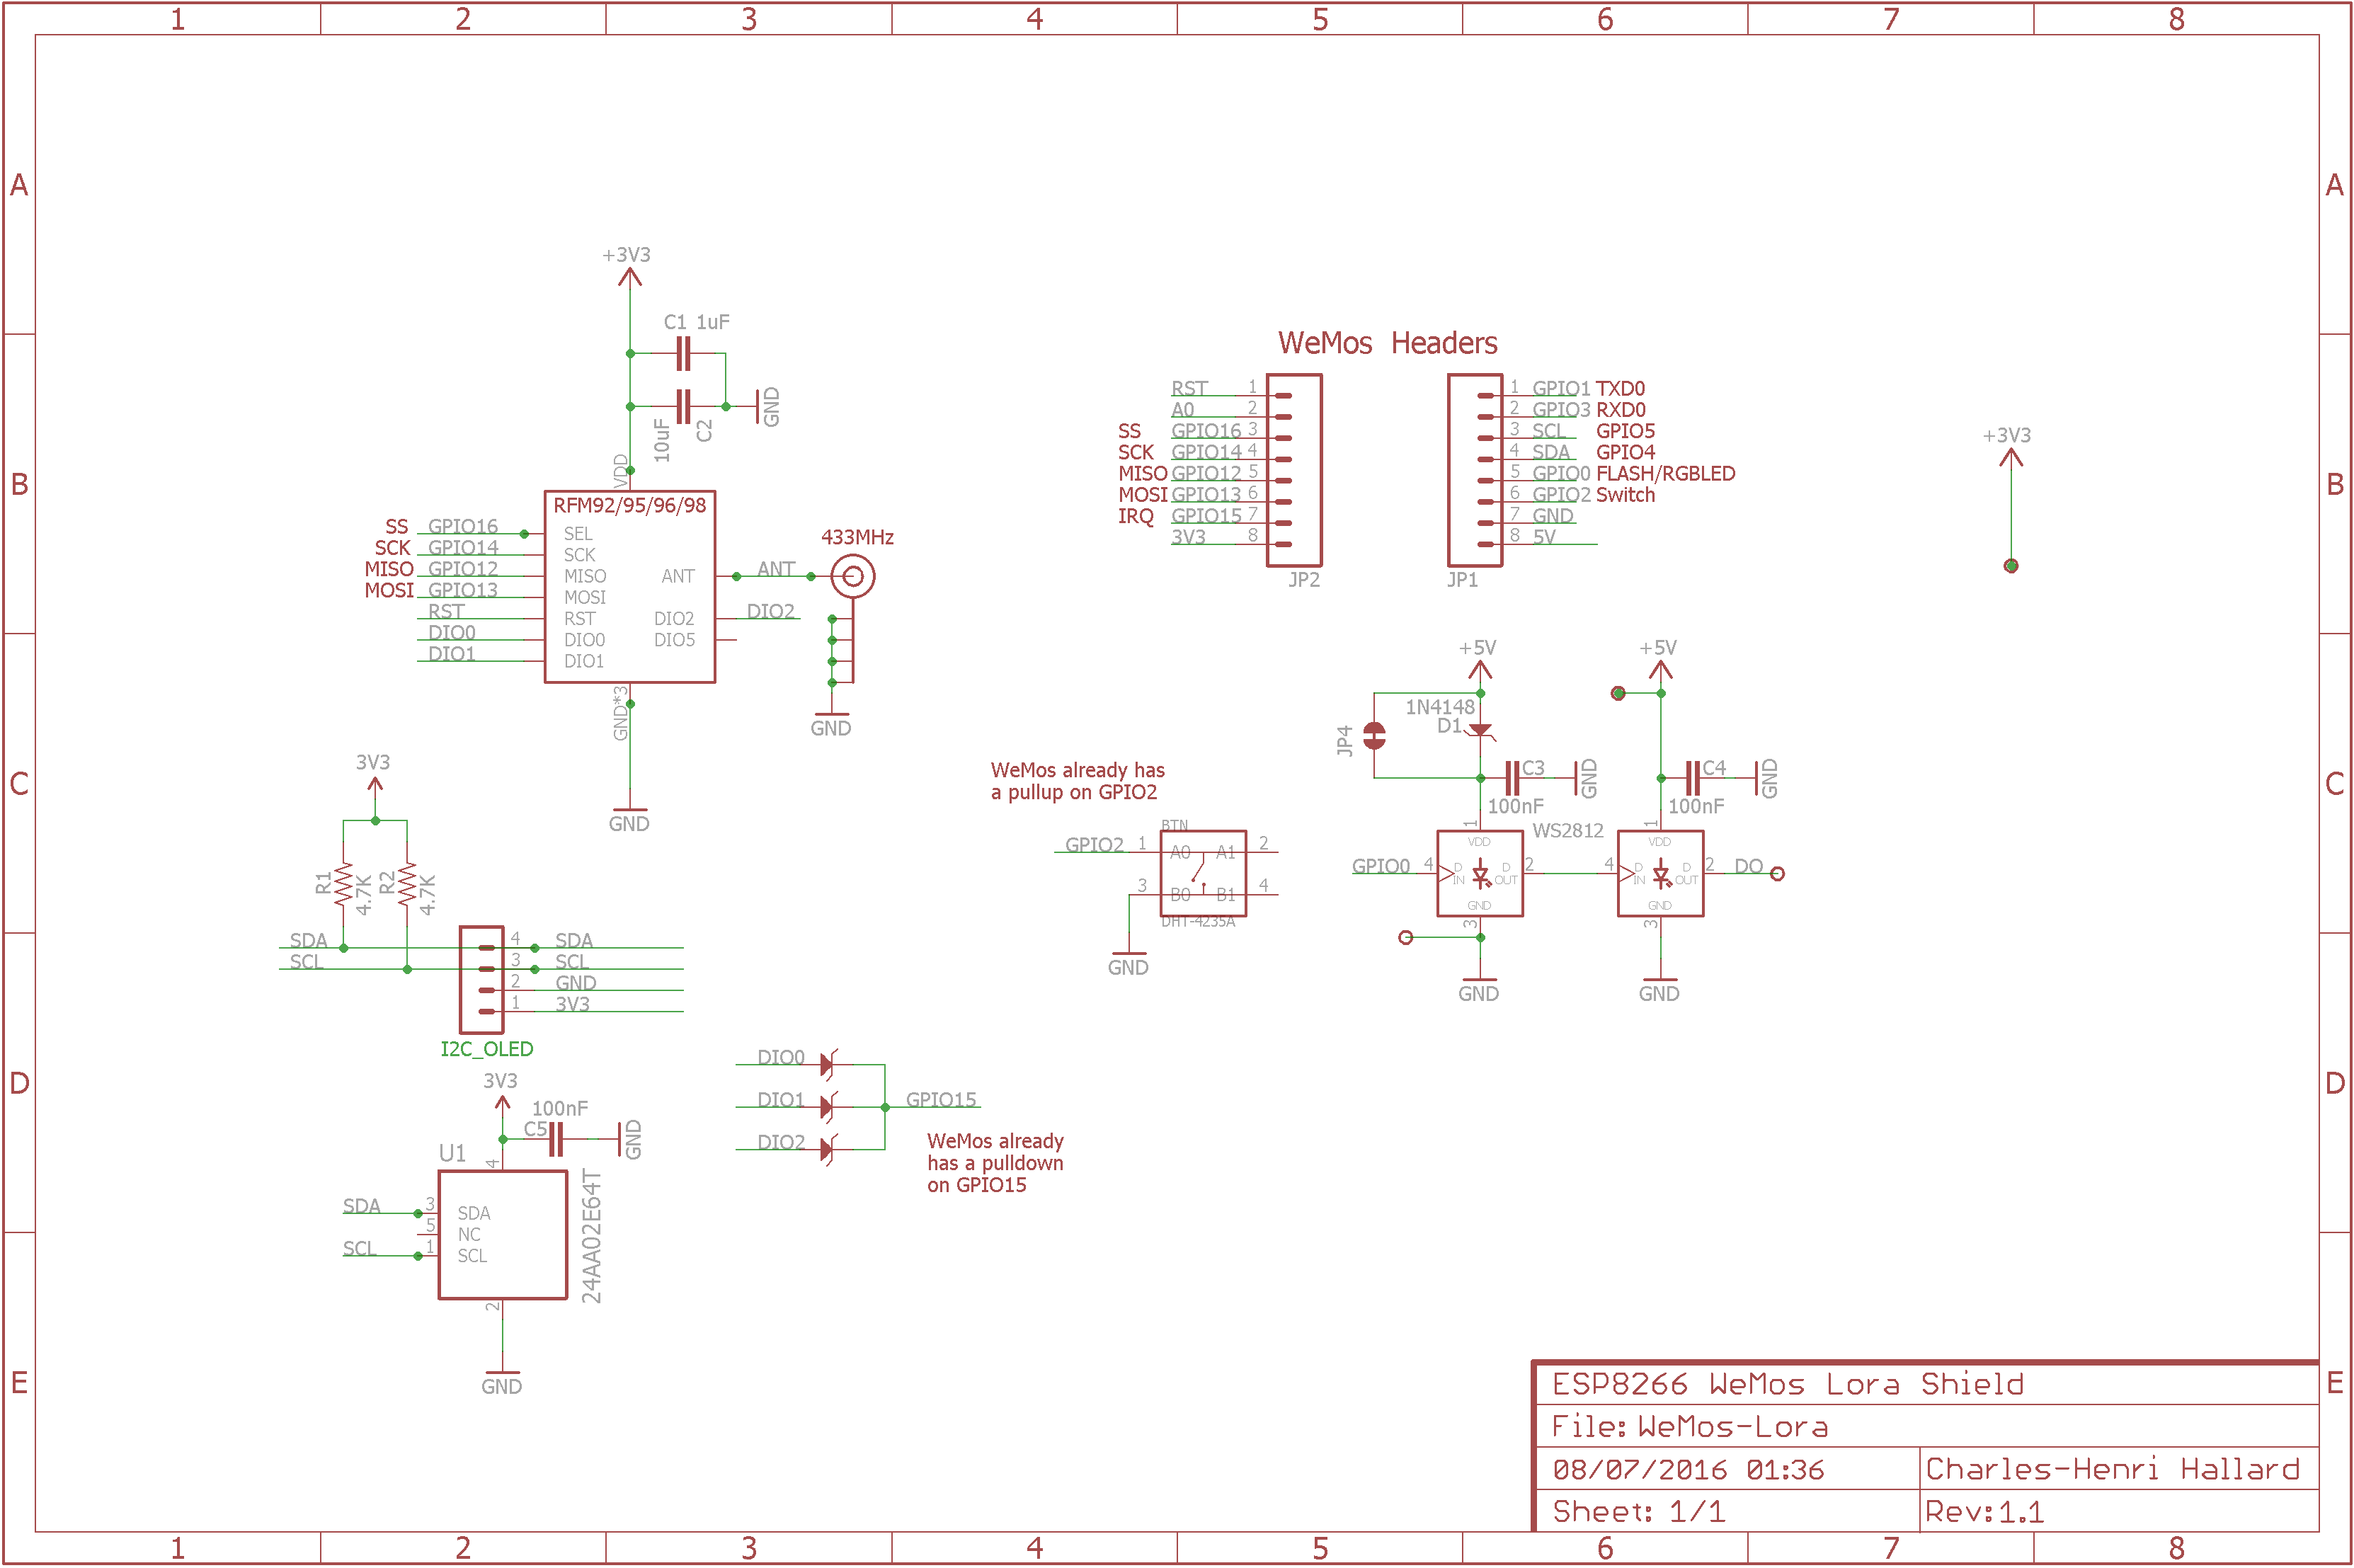 1 2 3 4 5 6 7 8
A A
B B
C C
D D
E E
+3V3
C1 1uF
10uF
C2
GND
VDD
RFM92/95/96/98
SS GPIO16 SEL
SCK GPIO14 SCK
MISO GPIO12 MISO
MOSI GPIO13 MOSI
RST RST
DIO0 DIO0
DIO1 DIO1
ANT ANT
DIO2 DIO2
DIO5
433MHz
GND
GND*3
GND
WeMos Headers
RST 1
A0 2
SS GPIO16 3
SCK GPIO14 4
MISO GPIO12 5
MOSI GPIO13 6
IRQ GPIO15 7
3V3 8
JP2
1 GPIO1 TXD0
2 GPIO3 RXD0
3 SCL GPIO5
4 SDA GPIO4
5 GPIO0 FLASH/RGBLED
6 GPIO2 Switch
7 GND
8 5V
JP1
+3V3
3V3
R1 4.7K R2 4.7K
SDA 4 SDA
SCL 3 SCL
2 GND
1 3V3
I2C_OLED
WeMos already has
a pullup on GPIO2
BTN
GPIO2 1 A0 A1 2
3 B0 B1 4
DHT-4235A
GND
+5V +5V
JP4
1N4148
D1
C3 GND
100nF
C4 GND
100nF
1 WS2812 1
VDD VDD
GPIO0 4 D IN D OUT 2 4 D IN D OUT 2 DO
GND GND
3 3
GND GND
3V3
100nF
C5 GND
U1 4
24AA02E64T
SDA 3 SDA
5 NC
SCL 1 SCL
2
GND
DIO0
DIO1 GPIO15
DIO2
WeMos already
has a pulldown
on GPIO15
ESP8266 WeMos Lora Shield
File: WeMos-Lora
08/07/2016 01:36 Charles-Henri Hallard
Sheet: 1/1 Rev:1.1
1 2 3 4 5 6 7 8